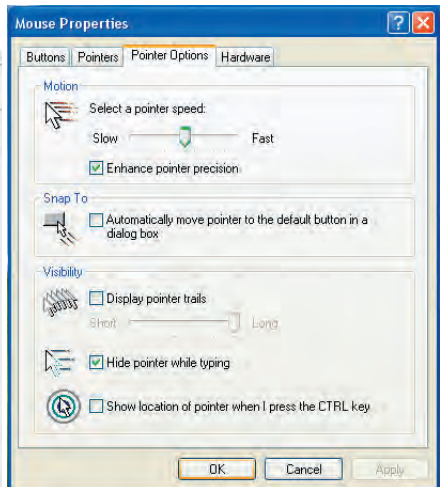 Mouse Properties
Buttons Pointers Pointer Options Hardware
Motion
Select a pointer speed:
Slow Fast
Enhance pointer precision
Snap To
Automatically move pointer to the default button in a
dialog box
Visibility
Display pointer trails
Short Long
Hide pointer while typing
Show location of pointer when I press the CTRL key
OK Cancel Apply